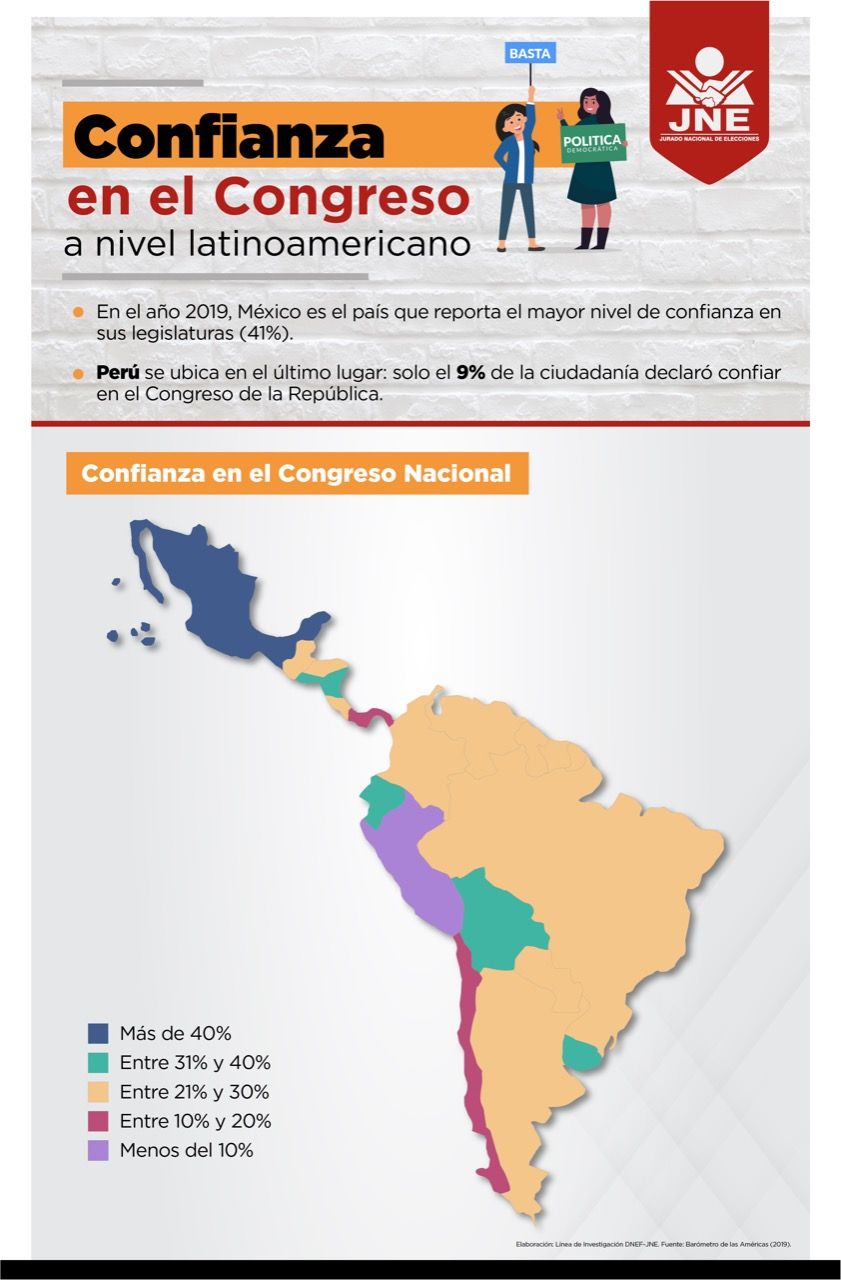 BASTA
POLITICA
DEMOCRÁTICA
JNE
JURADO NACIONAL DE ELECCIONES
Confianza
en el Congreso
a nivel latinoamericano
En el año 2019, México es el país que reporta el mayor nivel de confianza en
sus legislaturas (41%).
Perú se ubica en el último lugar: solo el 9% de la ciudadanía declaró confiar
en el Congreso de la República.
Confianza en el Congreso Nacional
Más de 40%
Entre 31% y 40%
Entre 21% y 30%
Entre 10% y 20%
Menos del 10%
Elaboración: Línea de Investigación DNEF-JNE. Fuente: Barómetro de las Américas (2019).